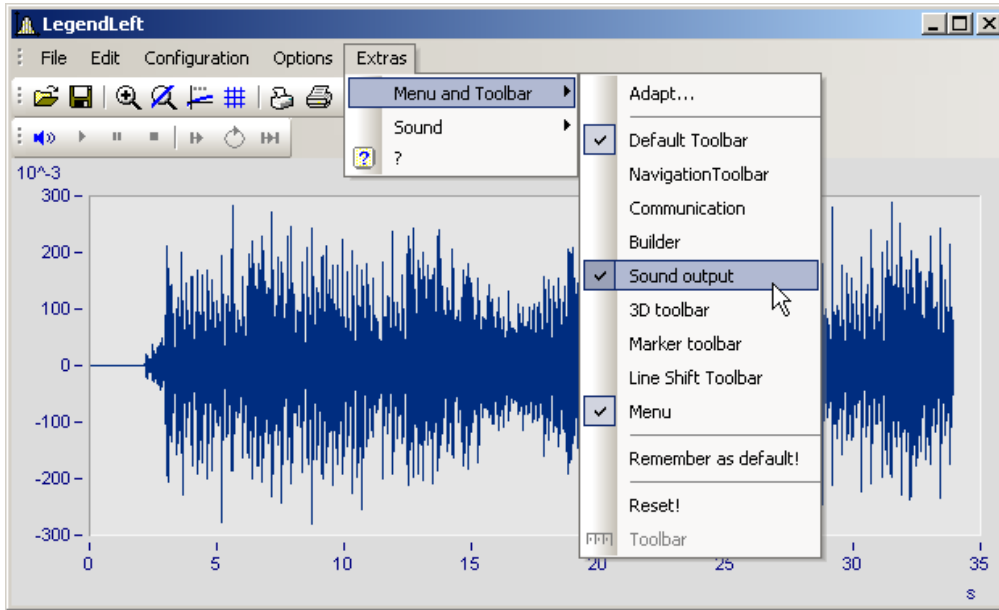 LegendLeft
File Edit Configuration Options Extras
Menu and Toolbar
Sound
?
Adapt...
Default Toolbar
NavigationToolbar
Communication
Builder
Sound output
3D toolbar
Marker toolbar
Line Shift Toolbar
Menu
Remember as default!
Reset!
Toolbar
10^-3
300
200
100
0
-100
-200
-300
0 5 10 15 20 25 30 35
s